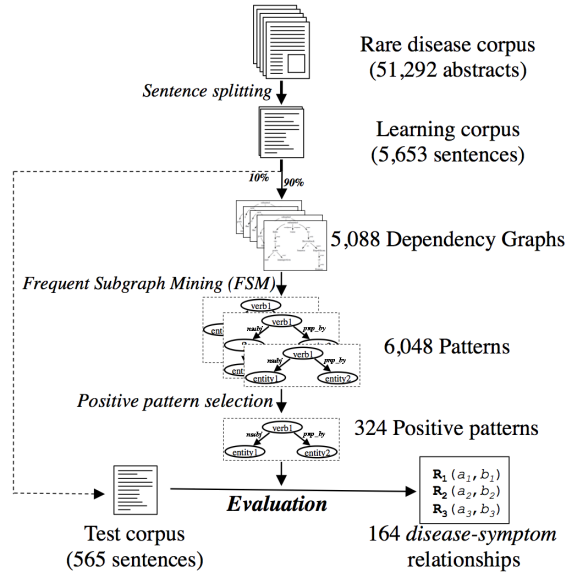 Rare disease corpus
(51,292 abstracts)
Sentence splitting
Learning corpus
(5,653 sentences)
10%
90%
5,088 Dependency Graphs
Frequent Subgraph Mining (FSM)
verb1
verb1
nsubj
prep_by
verb1
nsubj
prep_by
entity1
entity2
6,048 Patterns
Positive pattern selection
verb1
nsubj
prep_by
entity1
entity2
324 Positive patterns
Evaluation
R1 (a1, b1)
R2 (a2, b2)
R3 (a3, b3)
Test corpus
(565 sentences)
164 disease-symptom
relationships